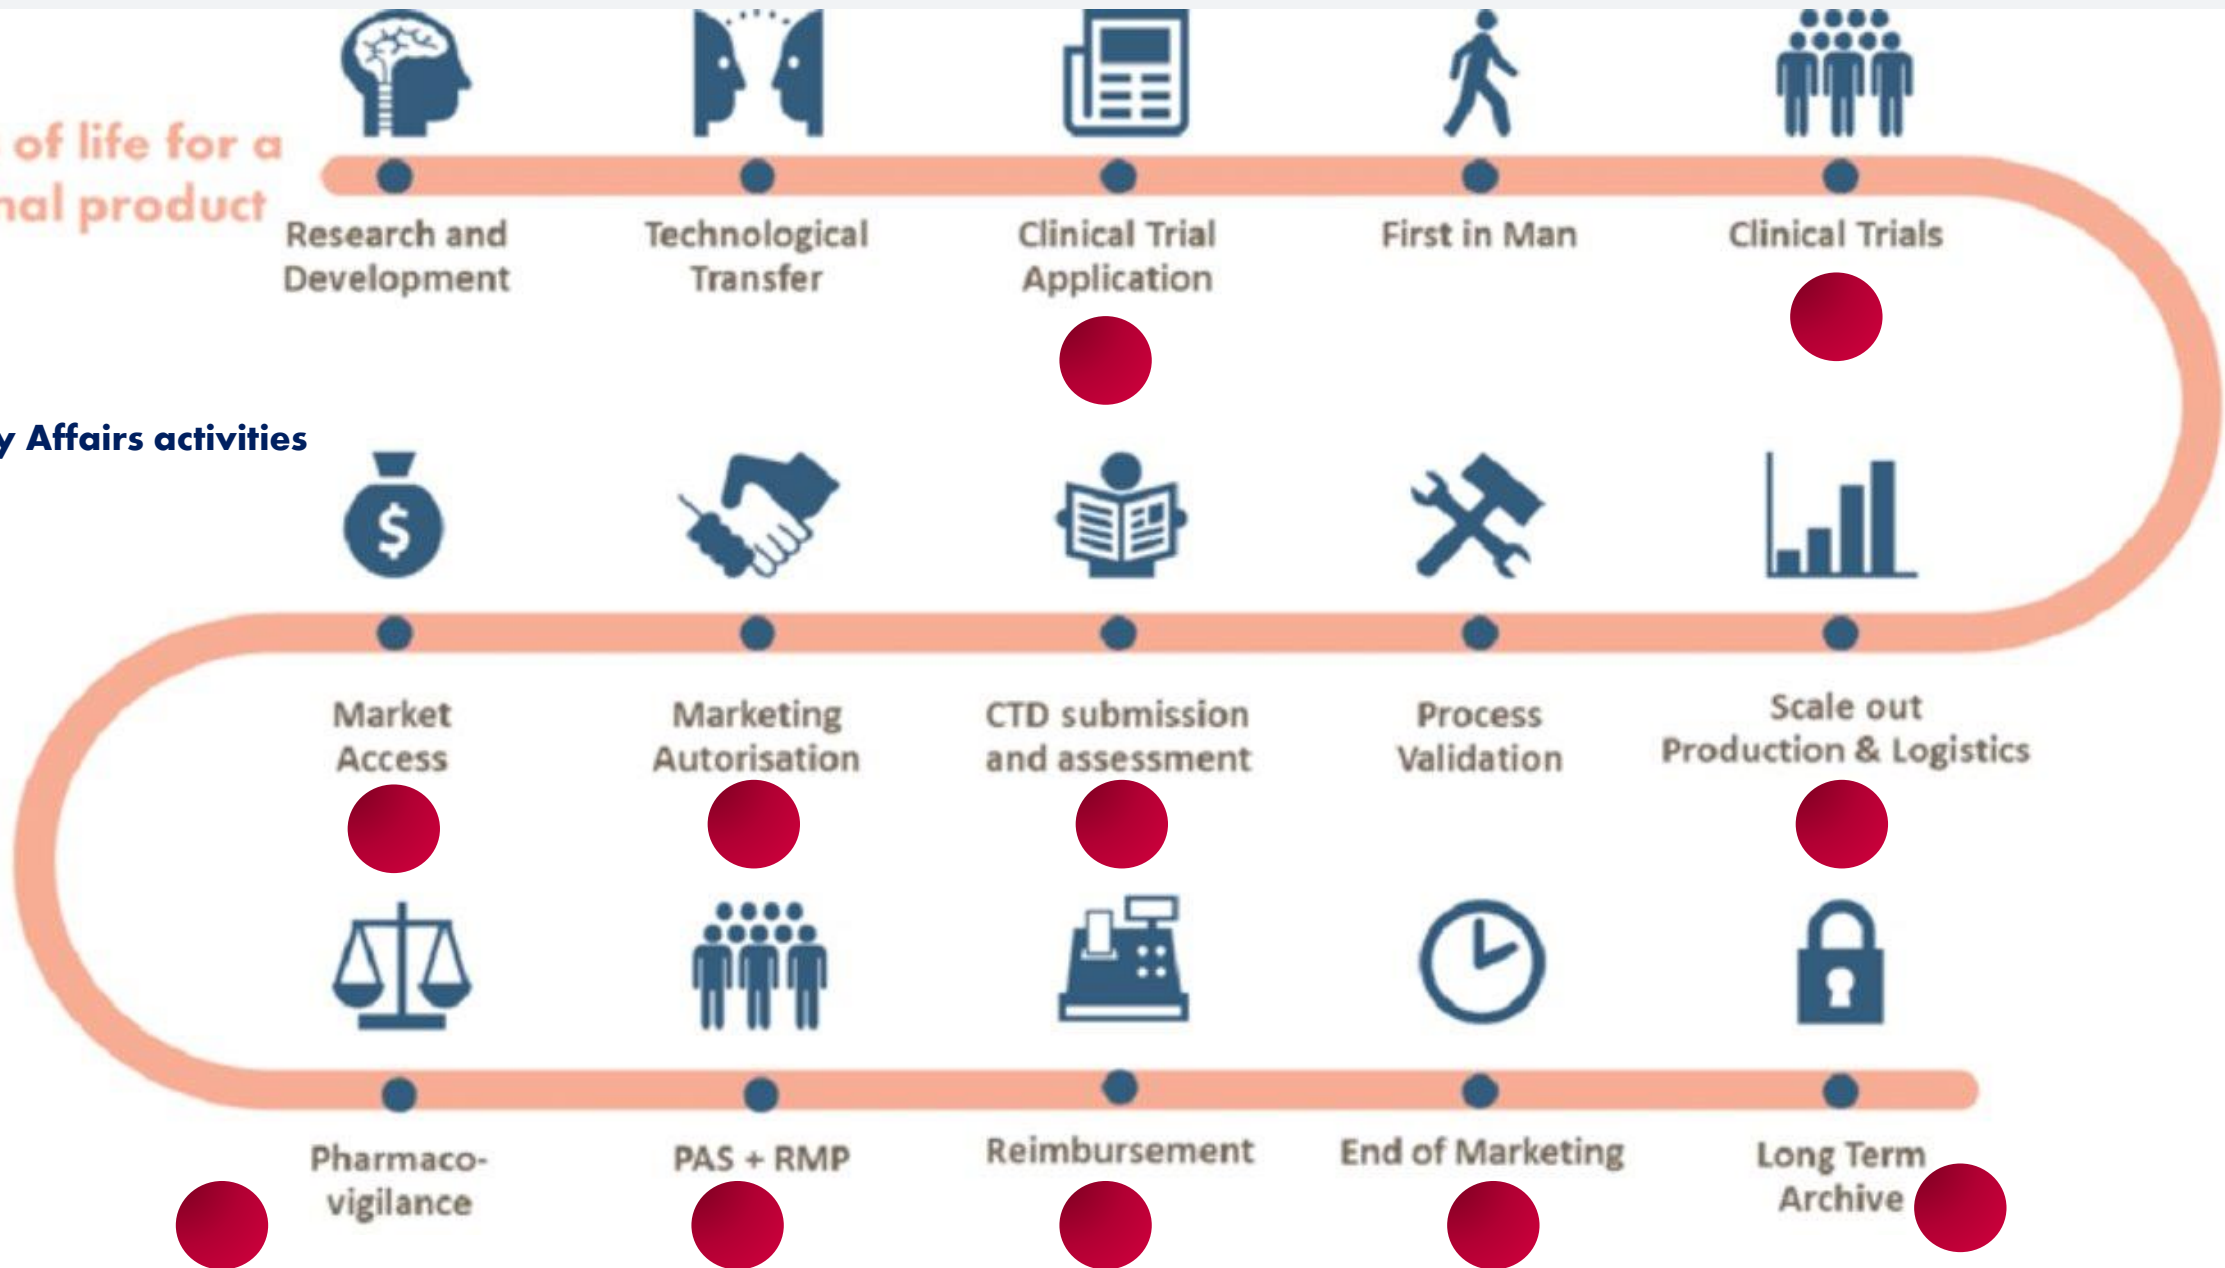 of life for a
product
Research and
Development
Technological
Transfer
Clinical Trial
Application
First in Man
Clinical Trials
Affairs activities
$
Market
Access
Marketing
Autorisation
CTD submission
and assessment
Process
Validation
Scale out
Production & Logistics
Pharmaco-
vigilance
PAS + RMP
Reimbursement
End of Marketing
Long Term
Archive